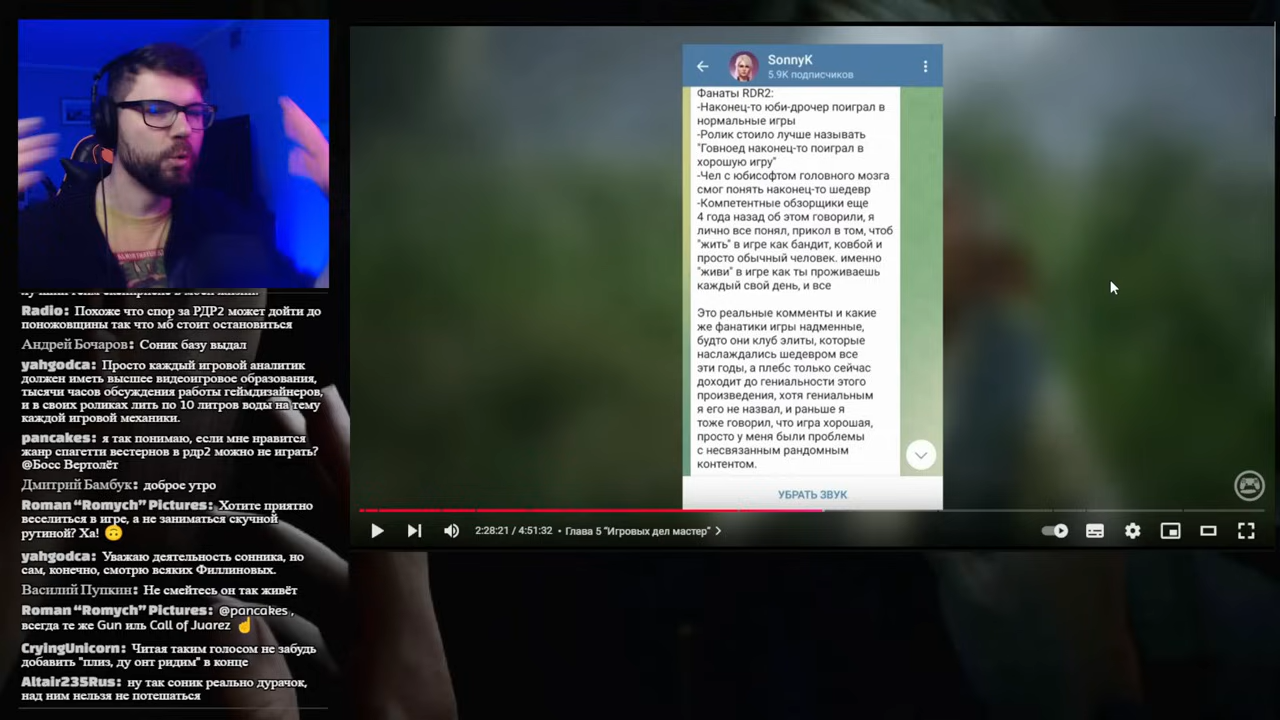 Radio: Похоже что спор за РДР2 может дойти до
поножовщины так что мб стоит остановиться
Андрей Бочаров: Соник базу выдал
yahgodca: Просто каждый игровой аналитик
должен иметь высшее видеоигровое образования,
тысячи часов обсуждения работы геймдизайнеров,
и в своих роликах лить по 10 литров воды на тему
каждой игровой механики.
pancakes: я так понимаю, если мне нравится
жанр спагетти вестернов в рдр2 можно не играть?
@Босс Вертолёт
Дмитрий Бамбук: доброе утро
Roman “Romych” Pictures: Хотите приятно
веселиться в игре, а не заниматься скучной
рутиной? Ха! 🙃
yahgodca: Уважаю деятельность сонника, но
сам, конечно, смотрю всяких Филлиновых.
Василий Пупкин: Не смейтесь он так живёт
Roman “Romych” Pictures: @pancakes ,
всегда те же Gun иль Call of Juarez ☝
CryingUnicorn: Читая таким голосом не забудь
добавить "плиз, ду онт ридим" в конце
Altair235Rus: ну так соник реально дурачок,
над ним нельзя не потешаться
SonnyK
5.9K подписчиков
Фанаты RDR2:
-Наконец-то юби-дрочер поиграл в
нормальные игры
-Ролик стоило лучше называть
"Говноед наконец-то поиграл в
хорошую игру"
-Чел с юбисофтом головного мозга
смог понять наконец-то шедевр
-Компетентные обзорщики еще
4 года назад об этом говорили, я
лично все понял, прикол в том, чтоб
"жить" в игре как бандит, ковбой и
просто обычный человек. именно
"живи" в игре как ты проживаешь
каждый свой день, и все
Это реальные комменты и какие
же фанатики игры надменные,
будто они клуб элиты, которые
наслаждались шедевром все
эти годы, а плебс только сейчас
доходит до гениальности этого
произведения, хотя гениальным
я его не назвал, и раньше я
тоже говорил, что игра хорошая,
просто у меня были проблемы
с несвязанным рандомным
контентом.
УБРАТЬ ЗВУК
2:28:21 / 4:51:32 • Глава 5 “Игровых дел мастер”